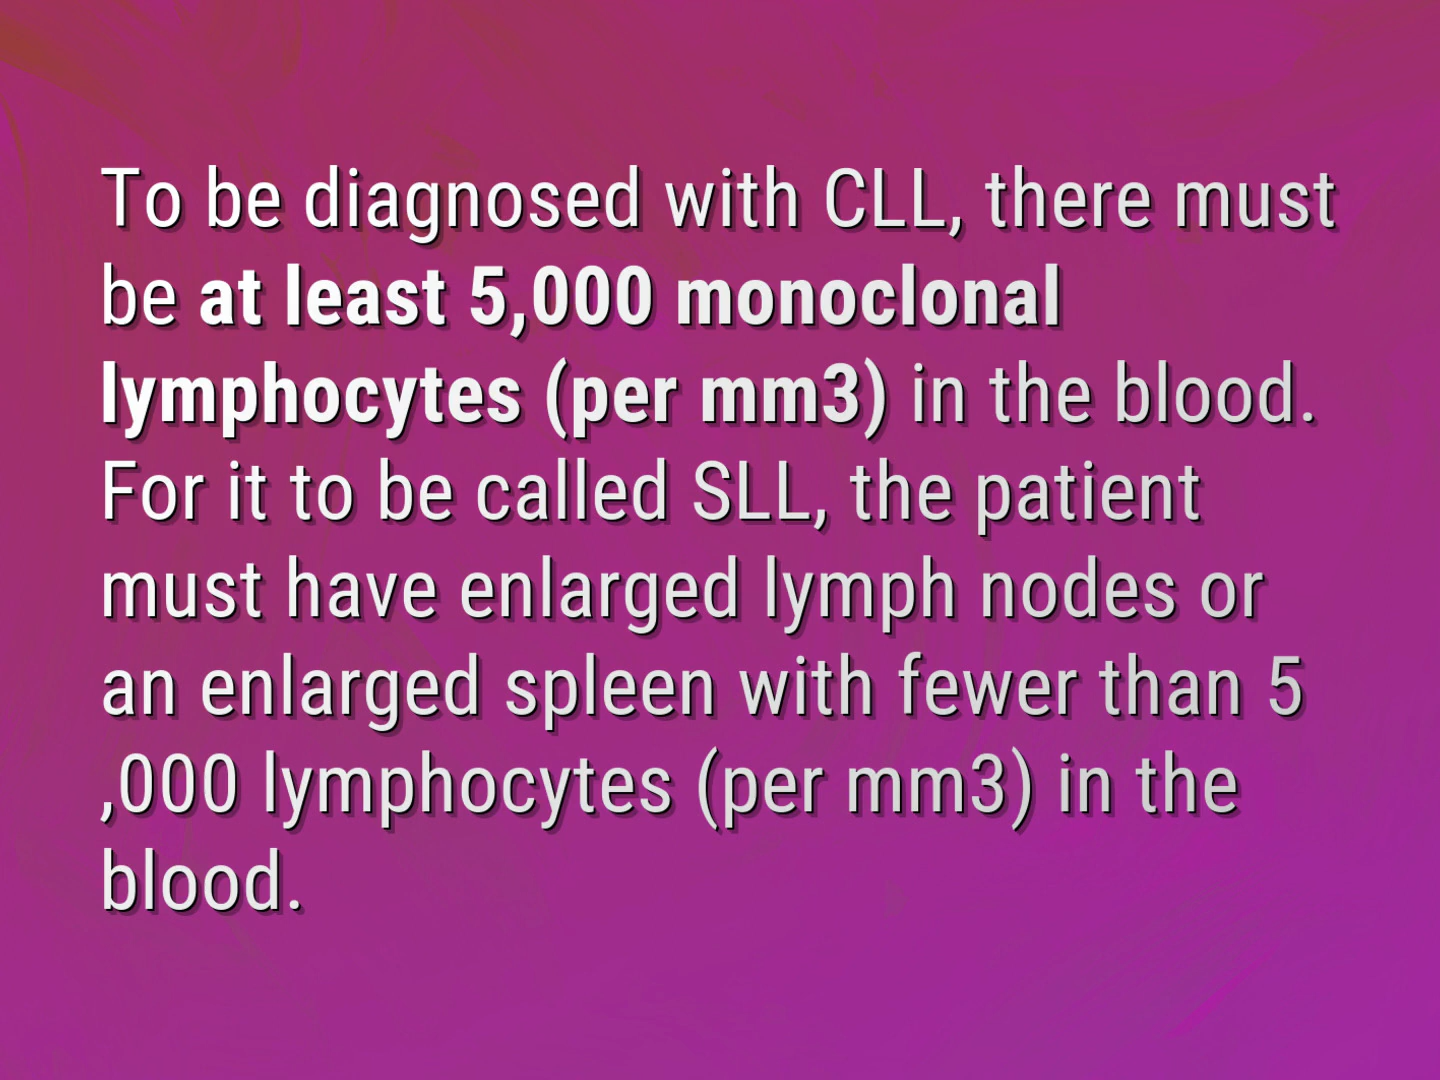 To be diagnosed with CLL, there must
be at least 5,000 monoclonal
lymphocytes (per mm3) in the blood.
For it to be called SLL, the patient
must have enlarged lymph nodes or
an enlarged spleen with fewer than 5
,000 lymphocytes (per mm3) in the
blood.